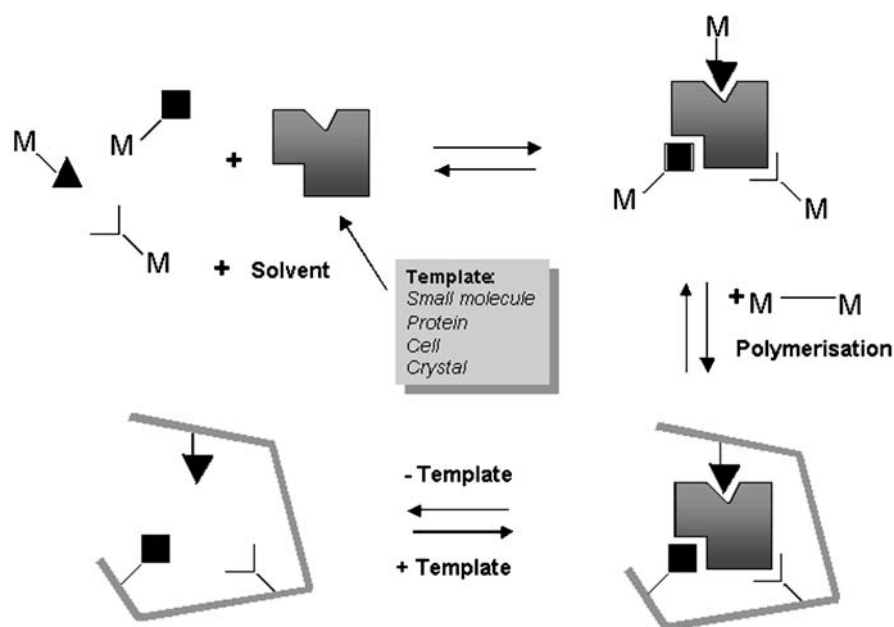 M
M
M
+
M
+ Solvent
Template:
Small molecule
Protein
Cell
Crystal
M
M
M
+M M
Polymerisation
- Template
+ Template